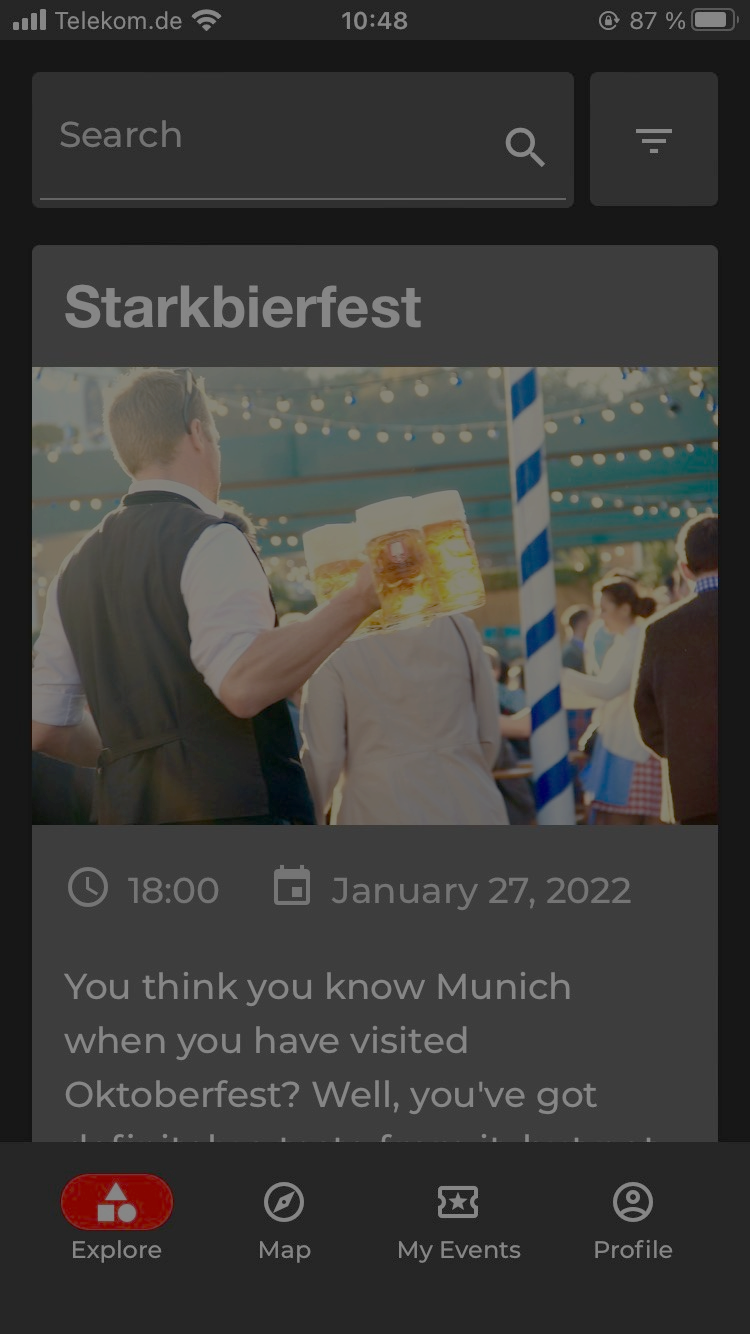 Telekom.de 10:48 87 %
Search
Starkbierfest
18:00 January 27, 2022
You think you know Munich
when you have visited
Oktoberfest? Well, you've got
Explore Map My Events Profile